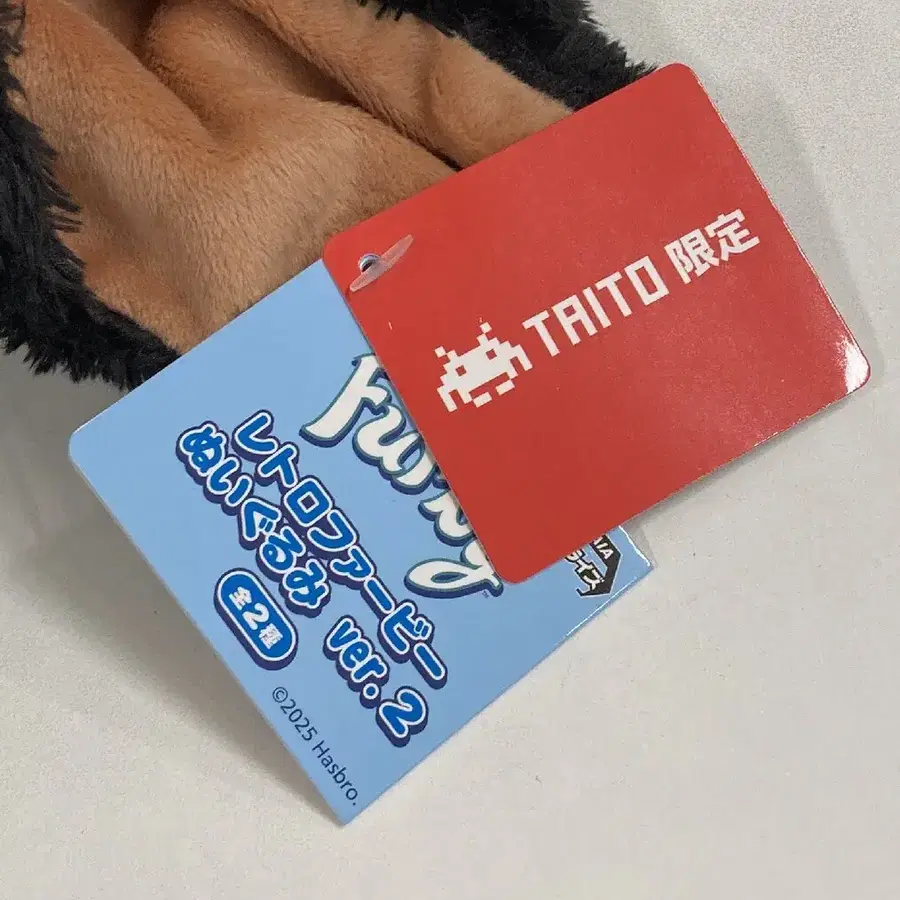 TAITO 限定
Furby
レトロファービー
ぬいぐるみ ver.2
全2種
©2025 Hasbro.